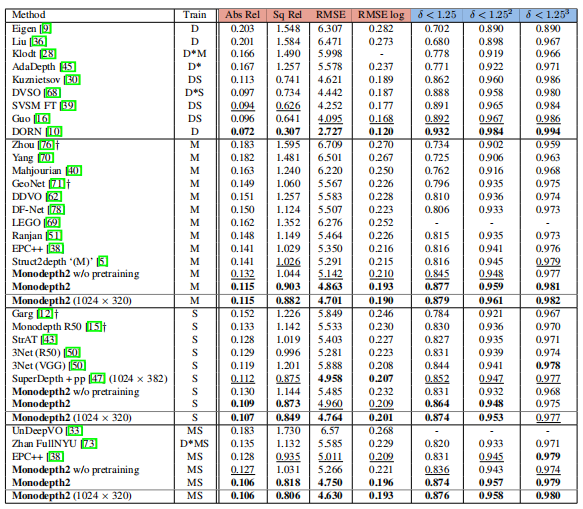 Method Train Abs Rel Sq Rel RMSE RMSE log δ < 1.25 δ < 1.25² δ < 1.25³
Eigen [9] D 0.203 1.548 6.307 0.282 0.702 0.890 0.890
Liu [36] D 0.201 1.584 6.471 0.273 0.680 0.898 0.967
Klodt [28] D*M 0.166 1.490 5.998 - 0.778 0.919 0.966
AdaDepth [45] D* 0.167 1.257 5.578 0.237 0.771 0.922 0.971
Kuznietsov [30] DS 0.113 0.741 4.621 0.189 0.862 0.960 0.986
DVSO [68] D*S 0.097 0.734 4.442 0.187 0.888 0.958 0.980
SVSM FT [39] DS 0.094 0.626 4.252 0.177 0.891 0.965 0.984
Guo [16] DS 0.096 0.641 4.095 0.168 0.892 0.967 0.986
DORN [10] D 0.072 0.307 2.727 0.120 0.932 0.984 0.994
Zhou [76]† M 0.183 1.595 6.709 0.270 0.734 0.902 0.959
Yang [70] M 0.182 1.481 6.501 0.267 0.725 0.906 0.963
Mahjourian [40] M 0.163 1.240 6.220 0.250 0.762 0.916 0.968
GeoNet [71]† M 0.149 1.060 5.567 0.226 0.796 0.935 0.975
DDVO [62] M 0.151 1.257 5.583 0.228 0.810 0.936 0.974
DF-Net [78] M 0.150 1.124 5.507 0.223 0.806 0.933 0.973
LEGO [69] M 0.162 1.352 6.276 0.252 - - -
Ranjan [51] M 0.148 1.149 5.464 0.226 0.815 0.935 0.973
EPC++ [38] M 0.141 1.029 5.350 0.216 0.816 0.941 0.976
Struct2depth '(M)' [5] M 0.141 1.026 5.291 0.215 0.816 0.945 0.979
Monodepth2 w/o pretraining M 0.132 1.044 5.142 0.210 0.845 0.948 0.977
Monodepth2 M 0.115 0.903 4.863 0.193 0.877 0.959 0.981
Monodepth2 (1024 × 320) M 0.115 0.882 4.701 0.190 0.879 0.961 0.982
Garg [12]† S 0.152 1.226 5.849 0.246 0.784 0.921 0.967
Monodepth R50 [15]† S 0.133 1.142 5.533 0.230 0.830 0.936 0.970
StrAT [43] S 0.128 1.019 5.403 0.227 0.827 0.935 0.971
3Net (R50) [50] S 0.129 0.996 5.281 0.223 0.831 0.939 0.974
3Net (VGG) [50] S 0.119 1.201 5.888 0.208 0.844 0.941 0.978
SuperDepth + pp [47] (1024 × 382) S 0.112 0.875 4.958 0.207 0.852 0.947 0.977
Monodepth2 w/o pretraining S 0.130 1.144 5.485 0.232 0.831 0.932 0.968
Monodepth2 S 0.109 0.873 4.960 0.209 0.864 0.948 0.975
Monodepth2 (1024 × 320) S 0.107 0.849 4.764 0.201 0.874 0.953 0.977
UnDeepVO [33] MS 0.183 1.730 6.57 0.268 - - -
Zhan FullNYU [73] D*MS 0.135 1.132 5.585 0.229 0.820 0.933 0.971
EPC++ [38] MS 0.128 0.935 5.011 0.209 0.831 0.945 0.979
Monodepth2 w/o pretraining MS 0.127 1.031 5.266 0.221 0.836 0.943 0.974
Monodepth2 MS 0.106 0.818 4.750 0.196 0.874 0.957 0.979
Monodepth2 (1024 × 320) MS 0.106 0.806 4.630 0.193 0.876 0.958 0.980